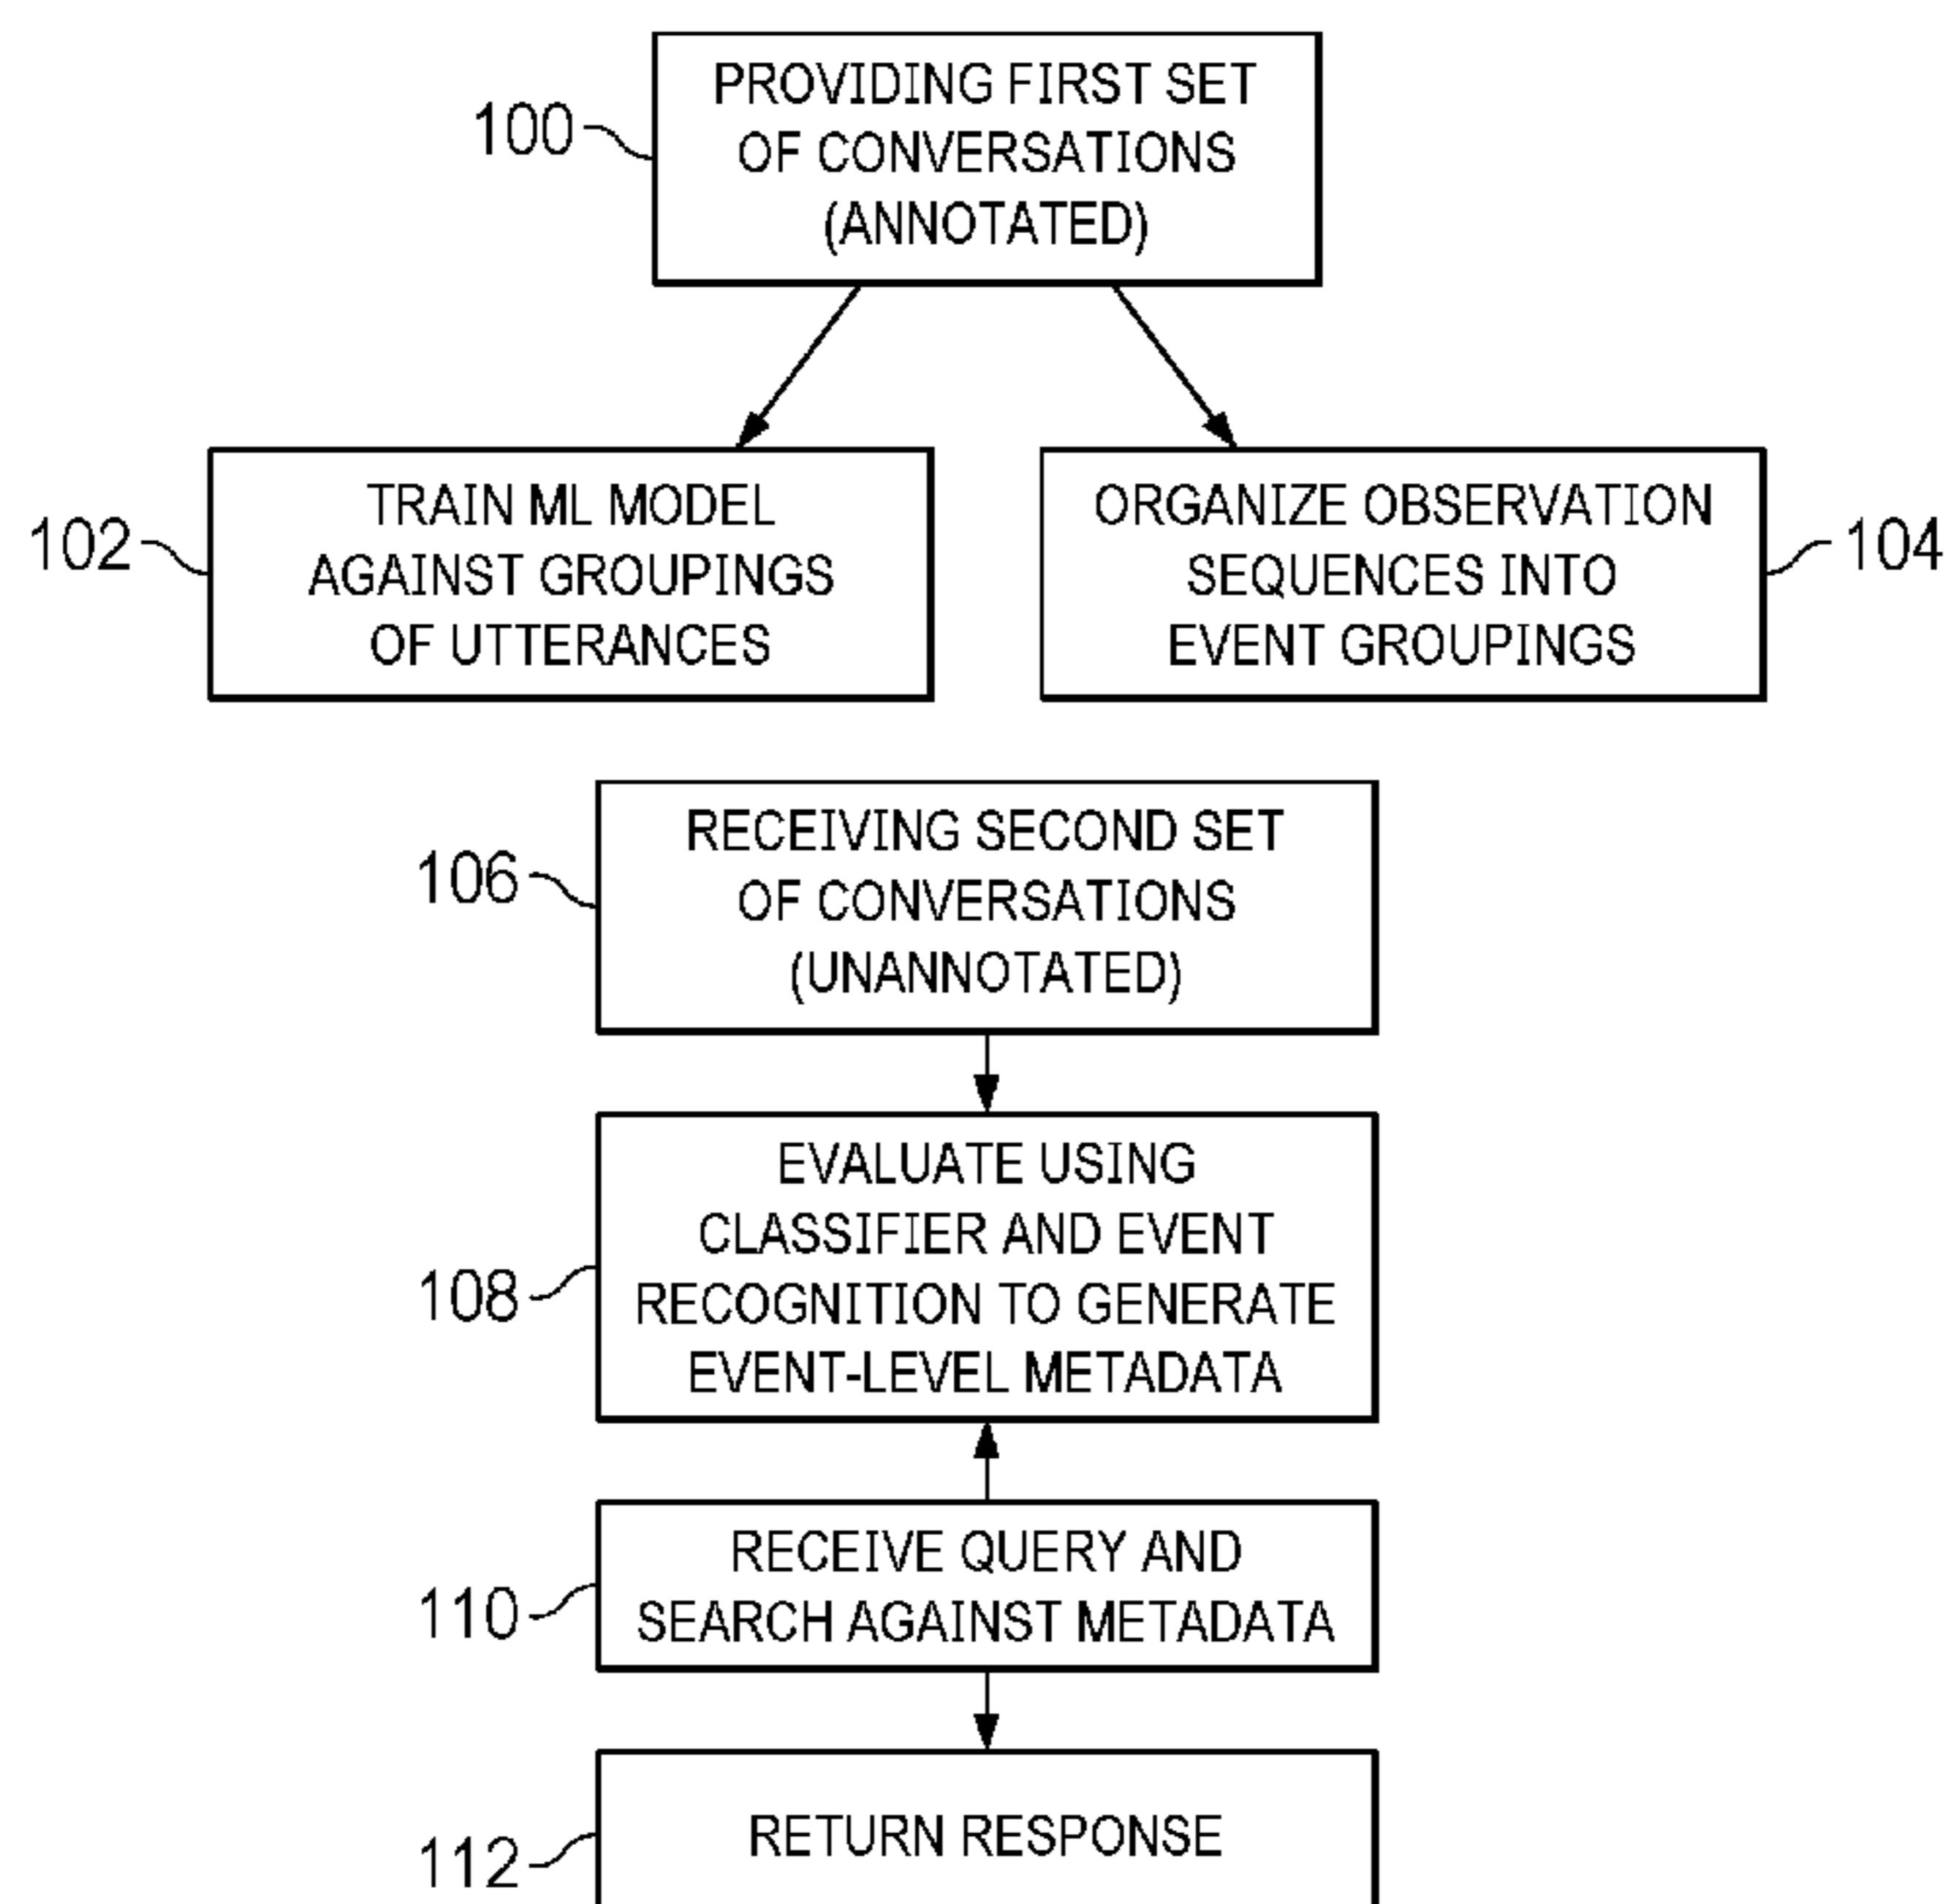 PROVIDING FIRST SET
OF CONVERSATIONS
(ANNOTATED)
100
TRAIN ML MODEL
AGAINST GROUPINGS
OF UTTERANCES
102
ORGANIZE OBSERVATION
SEQUENCES INTO
EVENT GROUPINGS
104
RECEIVING SECOND SET
OF CONVERSATIONS
(UNANNOTATED)
106
EVALUATE USING
CLASSIFIER AND EVENT
RECOGNITION TO GENERATE
EVENT-LEVEL METADATA
108
RECEIVE QUERY AND
SEARCH AGAINST METADATA
110
RETURN RESPONSE
112